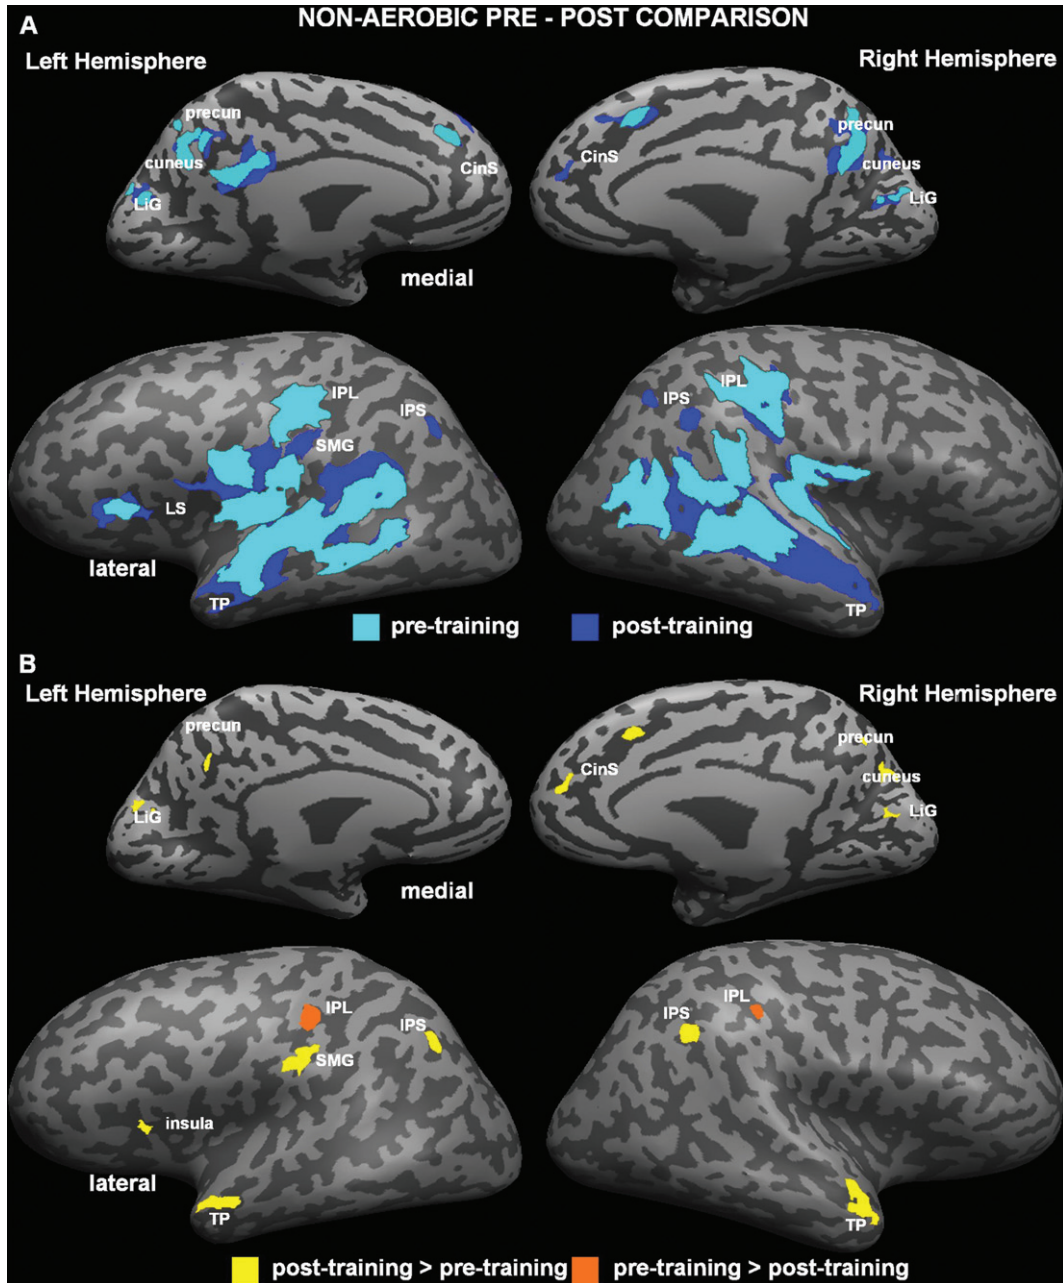 A
NON-AEROBIC PRE - POST COMPARISON
Left Hemisphere
Right Hemisphere
precun
cuneus
LiG
CinS
CinS
precun
cuneus
LiG
medial
IPL
IPS
SMG
LS
lateral
TP
IPS
IPL
TP
pre-training
post-training
B
Left Hemisphere
Right Hemisphere
precun
LiG
CinS
precun
cuneus
LiG
medial
IPL
IPS
SMG
insula
lateral
TP
IPS
IPL
TP
post-training > pre-training
pre-training > post-training